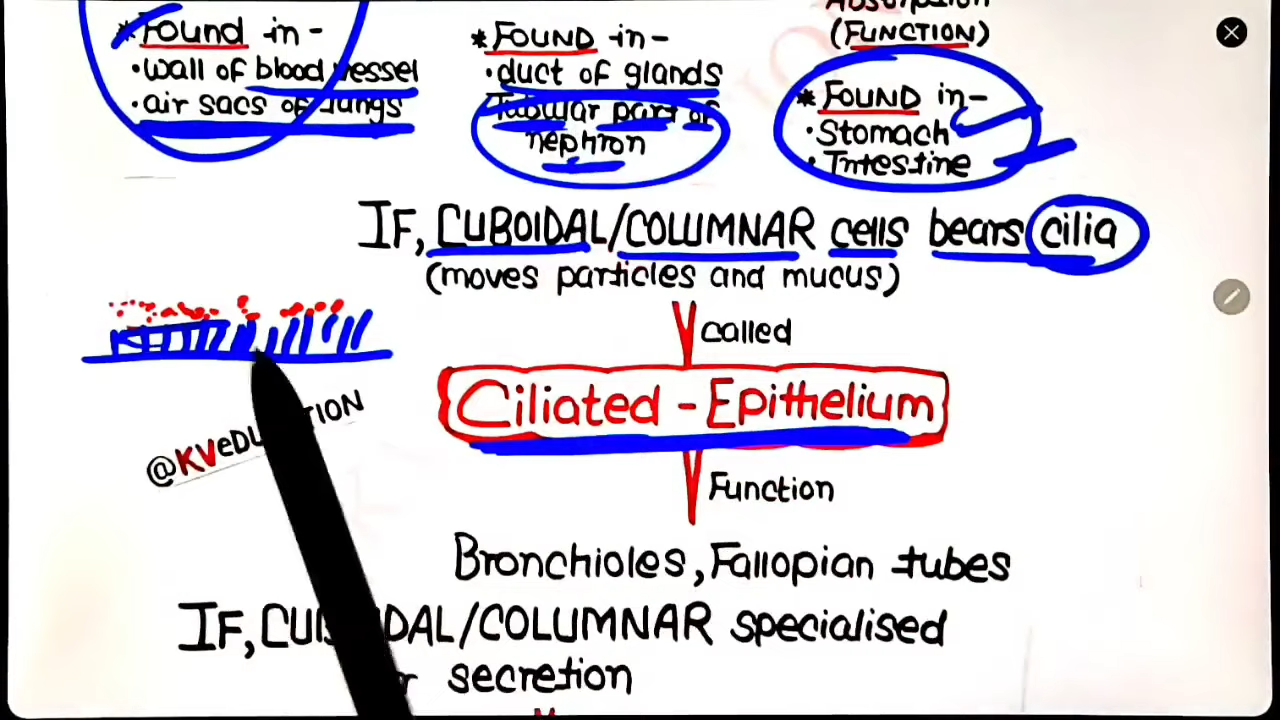 *Found in-
•wall of blood vessel
•air sacs of lungs
*FOUND in-
•duct of glands
Tubular part of
nephron
(FUNCTION)
*FOUND in-
•Stomach
•Intestine
IF, CUBOIDAL/COLUMNAR cells bears cilia
(moves particles and mucus)
called
Ciliated - Epithelium
@KVeDU TION
Function
Bronchioles, Fallopian tubes
IF, CU DAL/COLUMNAR specialised
secretion